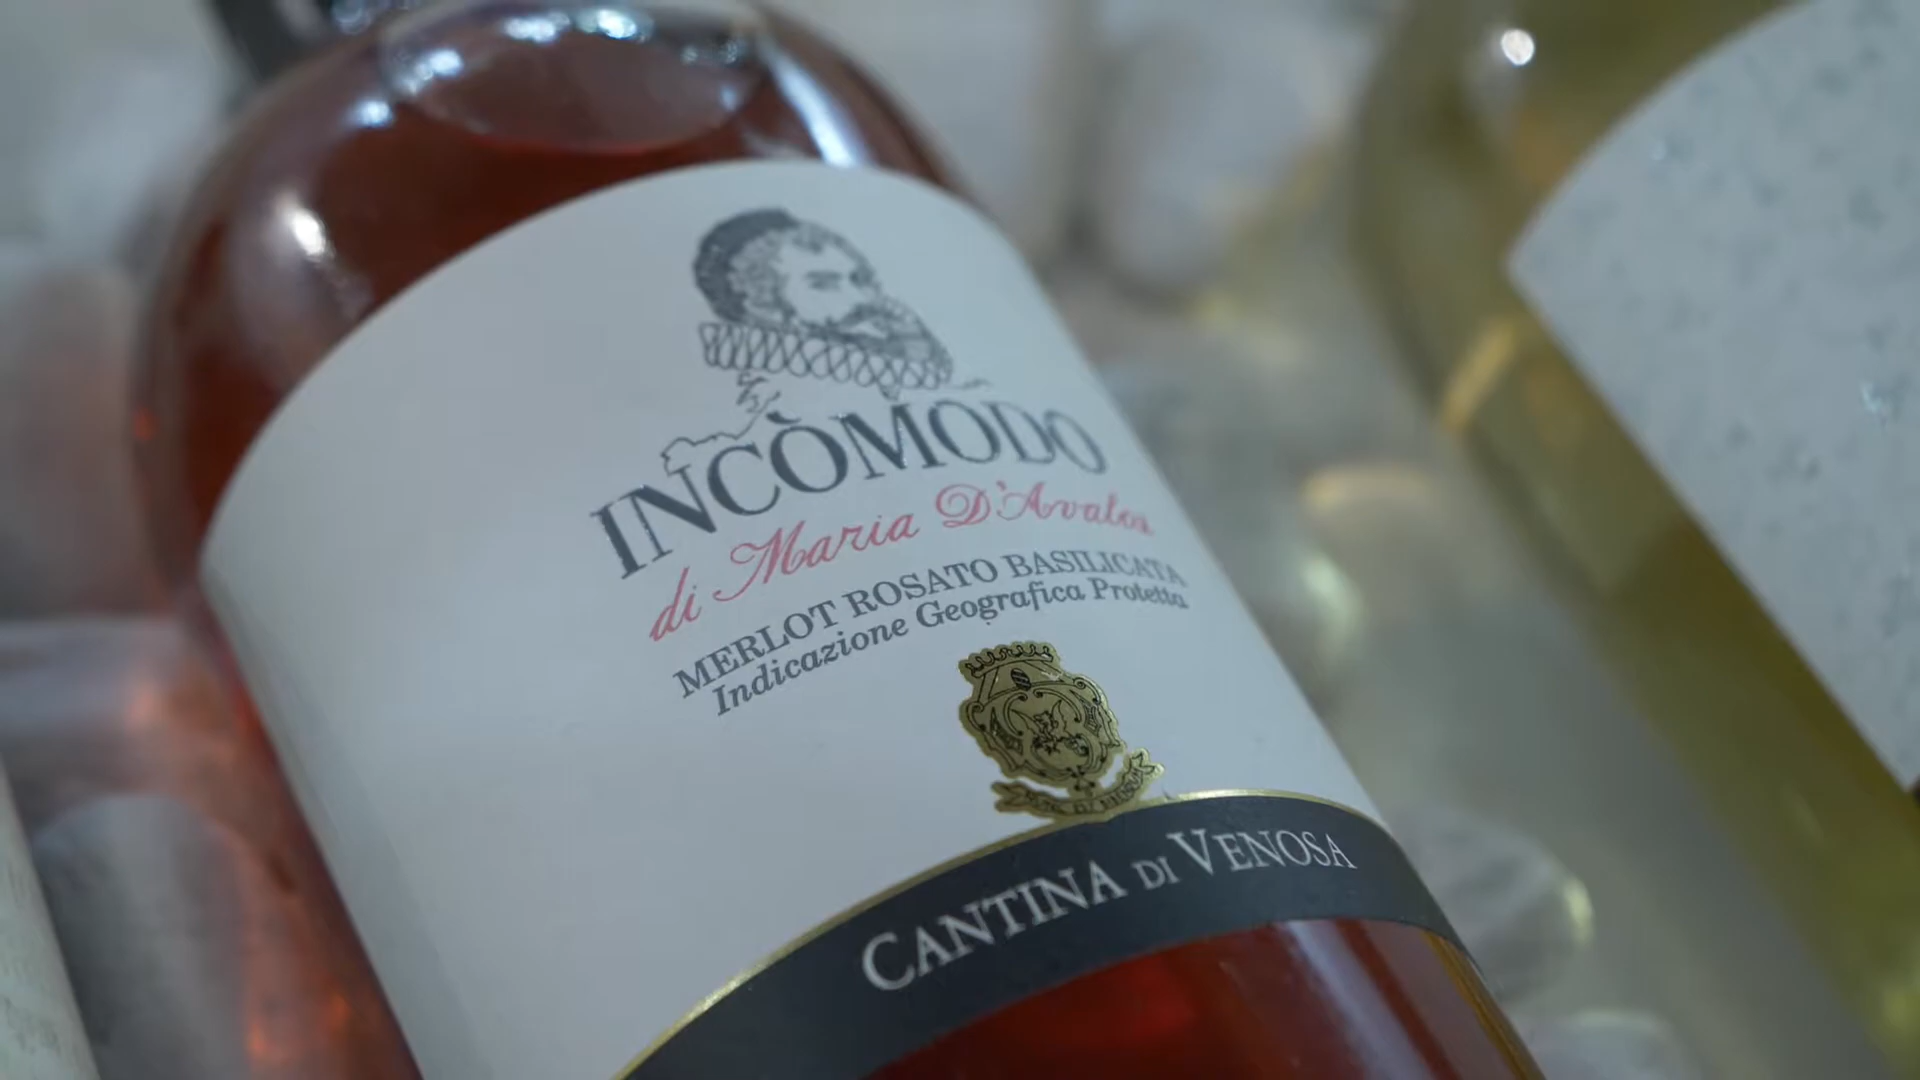 INCÒMODO
di Maria D'Avalos
MERLOT ROSATO BASILICATA
Indicazione Geografica Protetta
CANTINA DI VENOSA